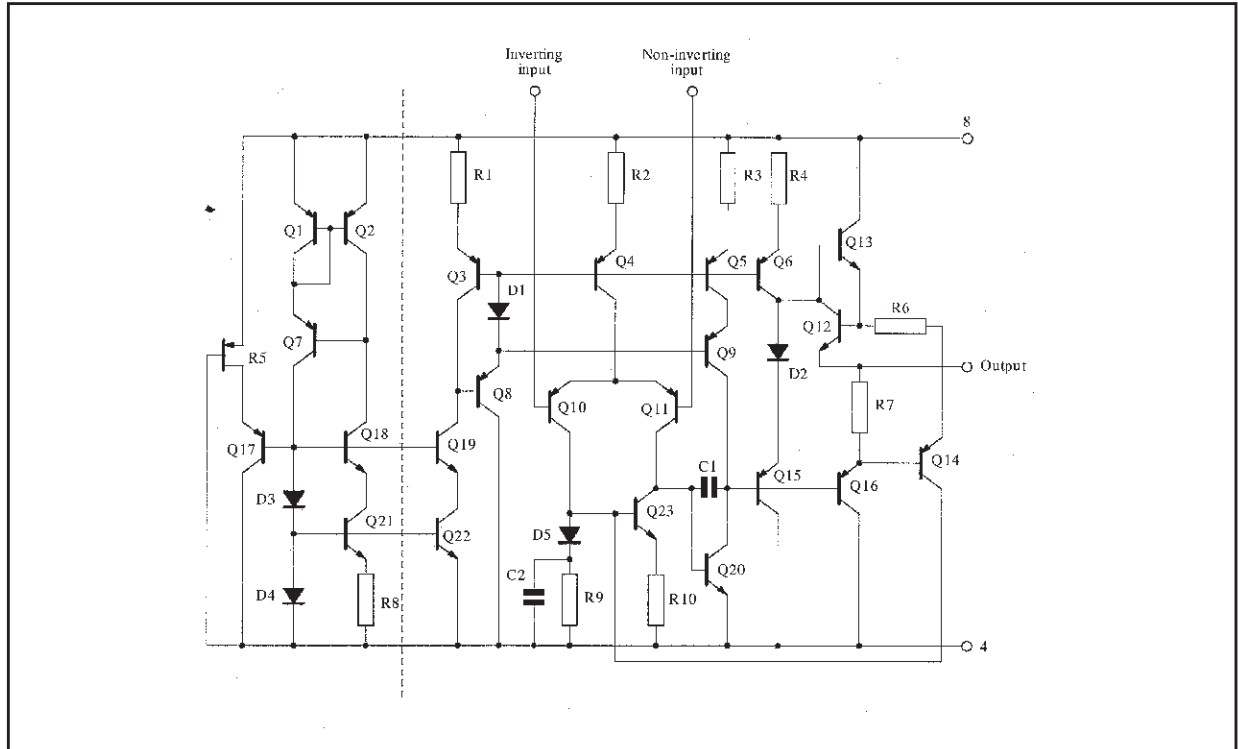 Inverting
input
Non-inverting
input
8
R1
R2
R3
R4
Q1
Q2
Q13
Q3
Q4
Q5
Q6
D1
R6
Q12
Q7
R5
Q9
Output
D2
Q8
Q10
Q11
R7
Q17
Q18
Q19
C1
Q15
Q14
Q16
D3
Q23
Q21
Q22
D5
C2
Q20
D4
R8
R9
R10
4